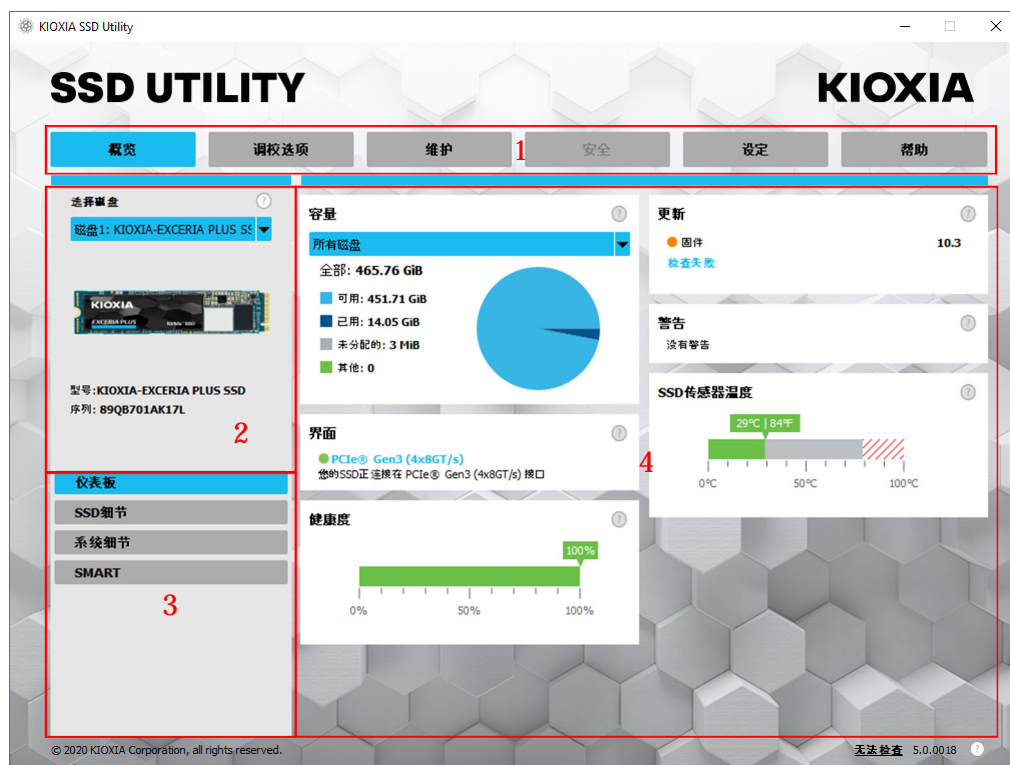 KIOXIA SSD Utility
SSD UTILITY
KIOXIA
概览
调校选项
维护
1
安全
设定
帮助
选择磁盘
?
磁盘1: KIOXIA-EXCERIA PLUS SS
KIOXIA
EXCERIA PLUS
NVMe™ SSD
型号:KIOXIA-EXCERIA PLUS SSD
序列: 89QB701AK17L
2
仪表板
SSD细节
系统细节
SMART
3
容量
?
所有磁盘
全部: 465.76 GiB
可用: 451.71 GiB
已用: 14.05 GiB
未分配的: 3 MiB
其他: 0
界面
?
PCIe® Gen3 (4x8GT/s)
您的SSD正连接在 PCIe® Gen3 (4x8GT/s) 接口
健康度
?
100%
0%
50%
100%
4
更新
?
固件
10.3
检查失败
警告
?
没有警告
SSD传感器温度
?
29℃ | 84℉
0℃
50℃
100℃
© 2020 KIOXIA Corporation, all rights reserved.
无法检查
5.0.0018
?